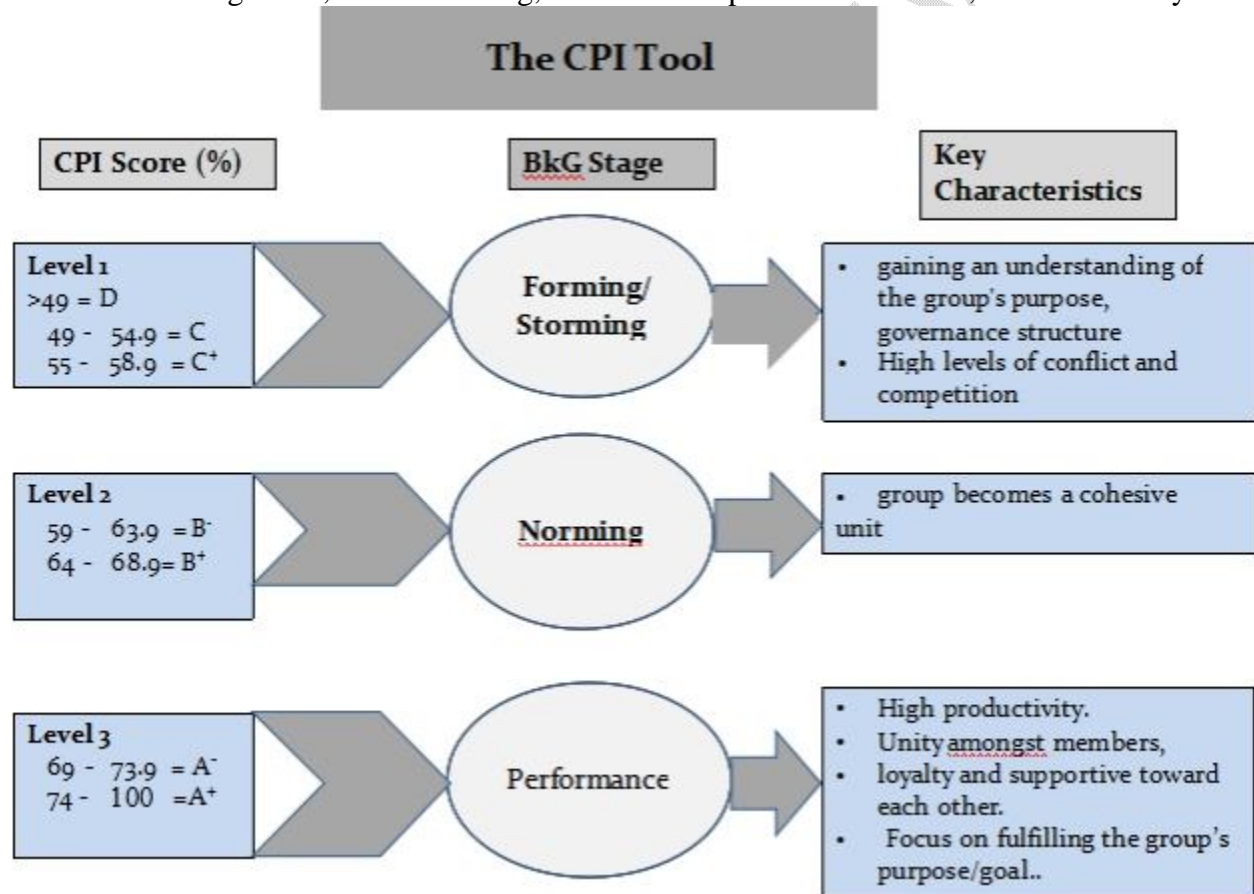 The CPI Tool
CPI Score (%)
BkG Stage
Key
Characteristics
Level 1
>49 = D
49 - 54.9 = C
55 - 58.9 = C⁺
Forming/
Storming
• gaining an understanding of
the group's purpose,
governance structure
• High levels of conflict and
competition
Level 2
59 - 63.9 =B⁻
64 - 68.9= B⁺
Norming
• group becomes a cohesive
unit
Level 3
69 - 73.9 = A⁻
74 - 100 =A⁺
Performance
• High productivity.
• Unity amongst members,
• loyalty and supportive toward
each other.
• Focus on fulfilling the group's
purpose/goal..